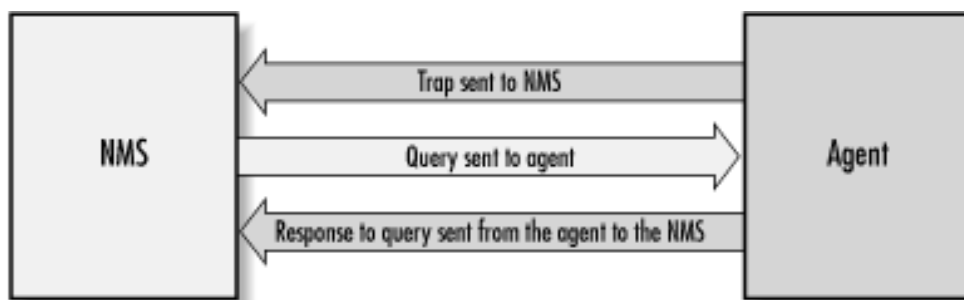 Trap sent to NMS
NMS
Query sent to agent
Agent
Response to query sent from the agent to the NMS